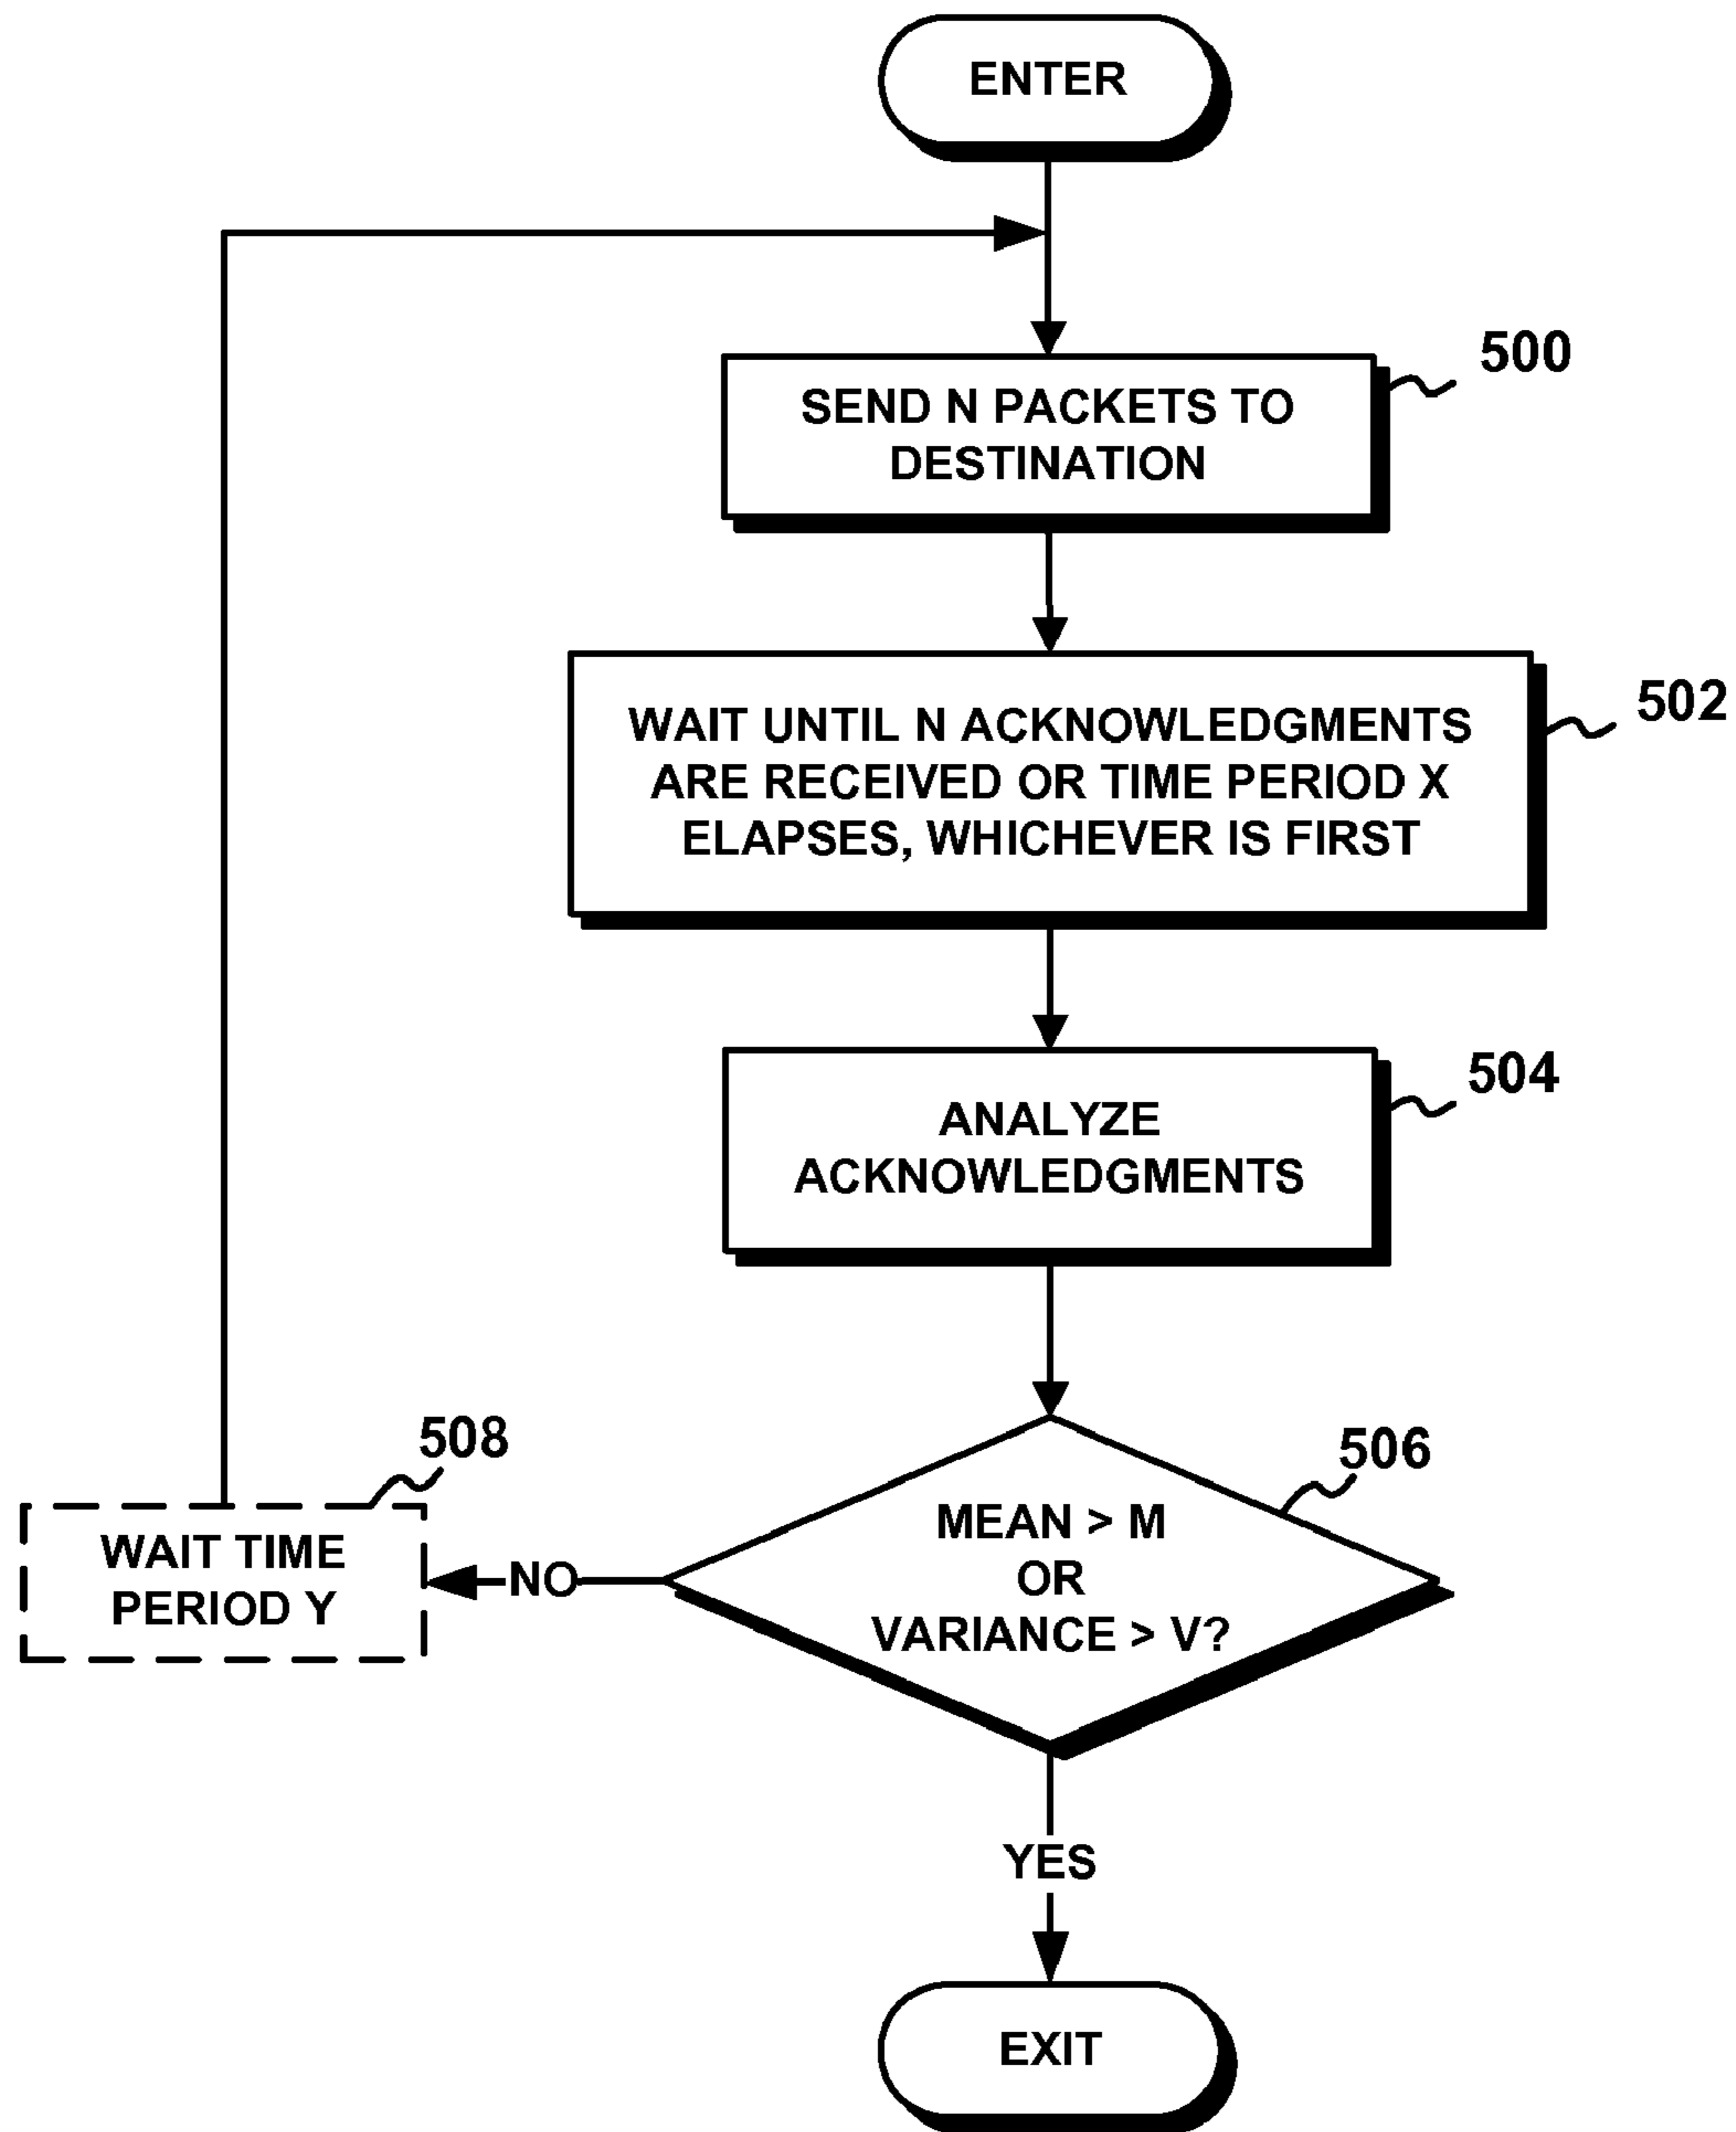 ENTER
500
SEND N PACKETS TO
DESTINATION
502
WAIT UNTIL N ACKNOWLEDGMENTS
ARE RECEIVED OR TIME PERIOD X
ELAPSES, WHICHEVER IS FIRST
504
ANALYZE
ACKNOWLEDGMENTS
506
MEAN > M
OR
VARIANCE > V?
NO
508
WAIT TIME
PERIOD Y
YES
EXIT